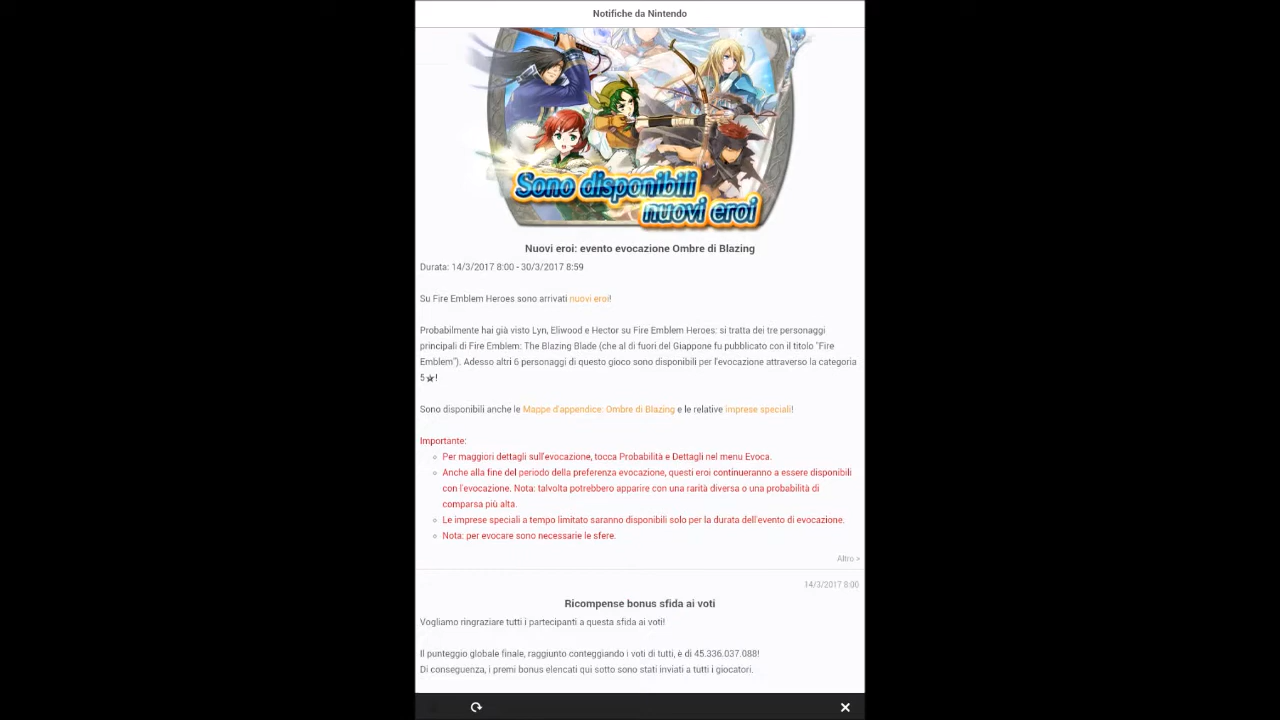 Notifiche da Nintendo
Sono disponibili
nuovi eroi
Nuovi eroi: evento evocazione Ombre di Blazing
Durata: 14/3/2017 8:00 - 30/3/2017 8:59
Su Fire Emblem Heroes sono arrivati nuovi eroi!
Probabilmente hai già visto Lyn, Eliwood e Hector su Fire Emblem Heroes: si tratta dei tre personaggi
principali di Fire Emblem: The Blazing Blade (che al di fuori del Giappone fu pubblicato con il titolo "Fire
Emblem"). Adesso altri 6 personaggi di questo gioco sono disponibili per l'evocazione attraverso la categoria
5★!
Sono disponibili anche le Mappe d'appendice: Ombre di Blazing e le relative imprese speciali!
Importante:
Per maggiori dettagli sull'evocazione, tocca Probabilità e Dettagli nel menu Evoca.
Anche alla fine del periodo della preferenza evocazione, questi eroi continueranno a essere disponibili
con l'evocazione. Nota: talvolta potrebbero apparire con una rarità diversa o una probabilità di
comparsa più alta.
Le imprese speciali a tempo limitato saranno disponibili solo per la durata dell'evento di evocazione.
Nota: per evocare sono necessarie le sfere.
Altro >
14/3/2017 8:00
Ricompense bonus sfida ai voti
Vogliamo ringraziare tutti i partecipanti a questa sfida ai voti!
Il punteggio globale finale, raggiunto conteggiando i voti di tutti, è di 45.336.037.088!
Di conseguenza, i premi bonus elencati qui sotto sono stati inviati a tutti i giocatori.